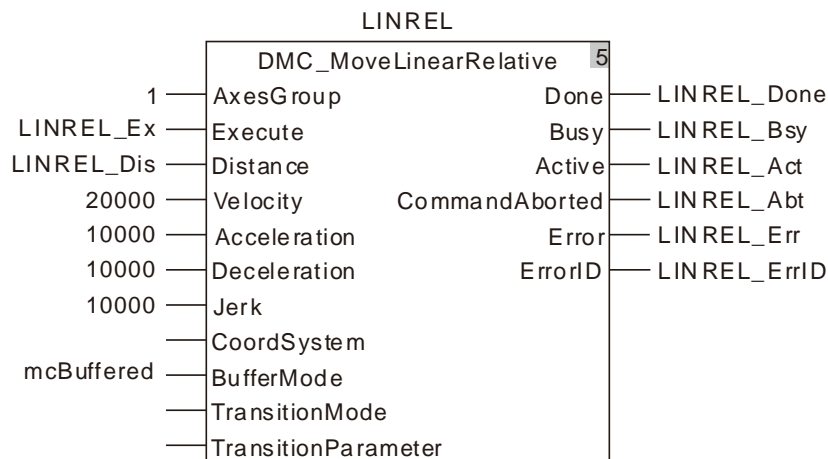 LINREL
DMC_MoveLinearRelative 5
1 AxesGroup Done LINREL_Done
LINREL_Ex Execute Busy LINREL_Bsy
LINREL_Dis Distance Active LINREL_Act
20000 Velocity CommandAborted LINREL_Abt
10000 Acceleration Error LINREL_Err
10000 Deceleration ErrorID LINREL_ErrID
10000 Jerk
CoordSystem
mcBuffered BufferMode
TransitionMode
TransitionParameter